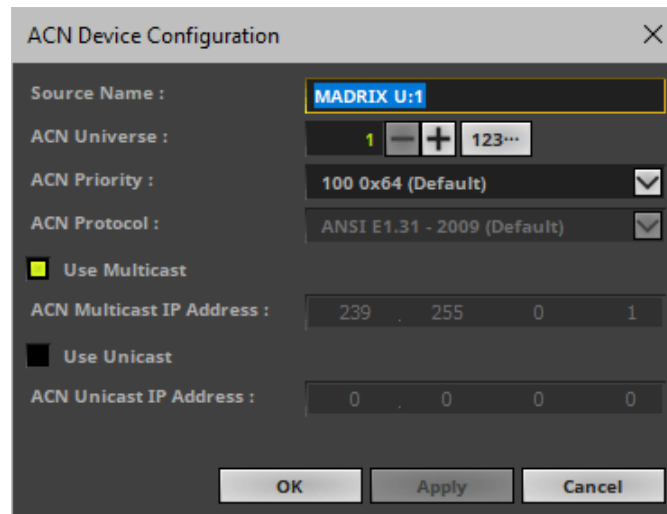 ACN Device Configuration
Source Name : MADRIX U:1
ACN Universe : 1 123...
ACN Priority : 100 0x64 (Default)
ACN Protocol : ANSI E1.31 - 2009 (Default)
Use Multicast
ACN Multicast IP Address : 239 . 255 0 1
Use Unicast
ACN Unicast IP Address : 0 . 0 0 0
OK Apply Cancel